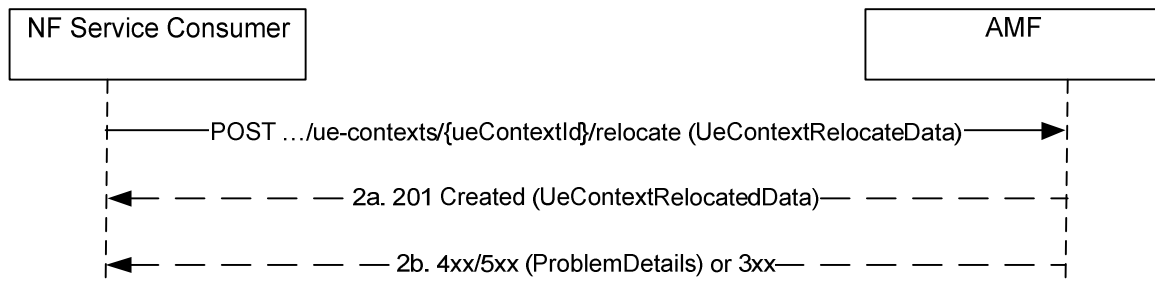 NF Service Consumer
AMF
POST …/ue-contexts/{ueContextId}/relocate (UeContextRelocateData)
2a. 201 Created (UeContextRelocatedData)
2b. 4xx/5xx (ProblemDetails) or 3xx